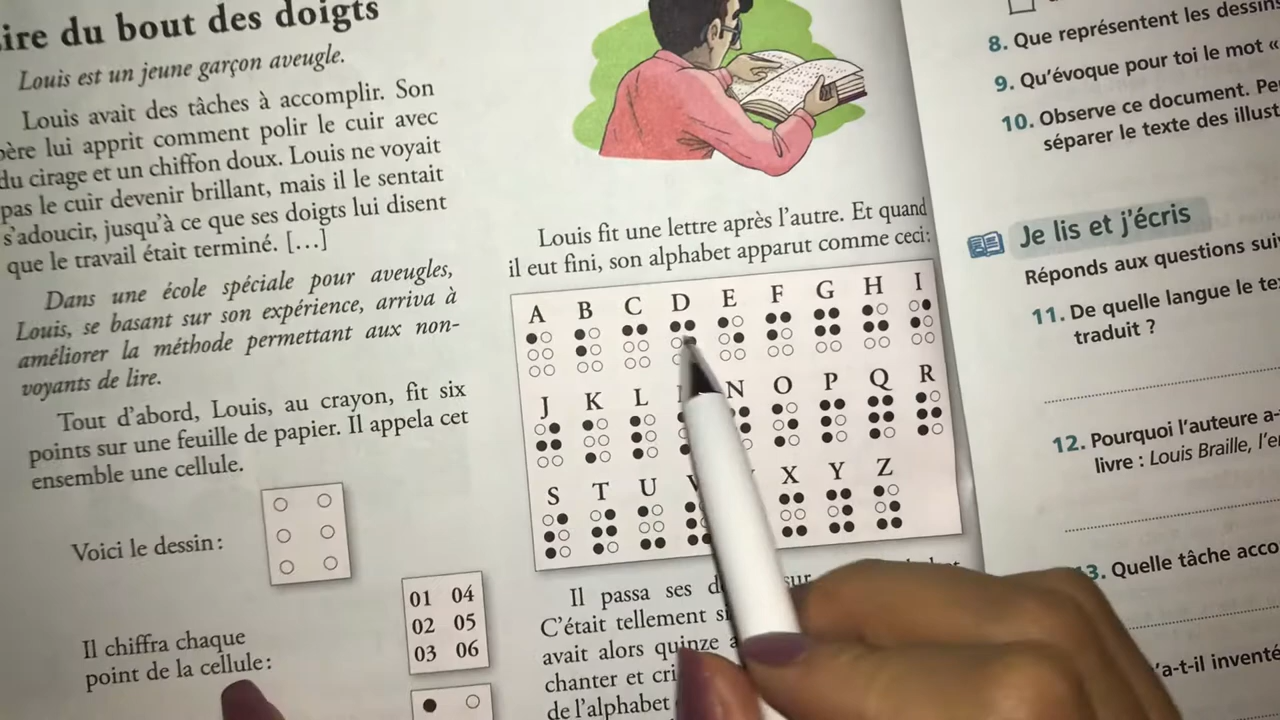 ire du bout des doigts
Louis est un jeune garçon aveugle.
Louis avait des tâches à accomplir. Son
père lui apprit comment polir le cuir avec
du cirage et un chiffon doux. Louis ne voyait
pas le cuir devenir brillant, mais il le sentait
s'adoucir, jusqu'à ce que ses doigts lui disent
que le travail était terminé. […]
Dans une école spéciale pour aveugles,
Louis, se basant sur son expérience, arriva à
améliorer la méthode permettant aux non-
voyants de lire.
Tout d'abord, Louis, au crayon, fit six
points sur une feuille de papier. Il appela cet
ensemble une cellule.
Voici le dessin :
Il chiffra chaque
point de la cellule :
01 04
02 05
03 06
Louis fit une lettre après l'autre. Et quand
il eut fini, son alphabet apparut comme ceci:
A B C D E F G H I
J K L N O P Q R
S T U V X Y Z
Il passa ses sur
C'était tellement
avait alors quinze
chanter et
de l'alphabet
8. Que représentent les dessins
9. Qu'évoque pour toi le mot «
10. Observe ce document.
séparer le texte des
Je lis et j'écris
Réponds aux questions
11. De quelle langue le
traduit ?
12. Pourquoi l'auteure a-
livre : Louis Braille,
3. Quelle tâche
a-t-il inventé